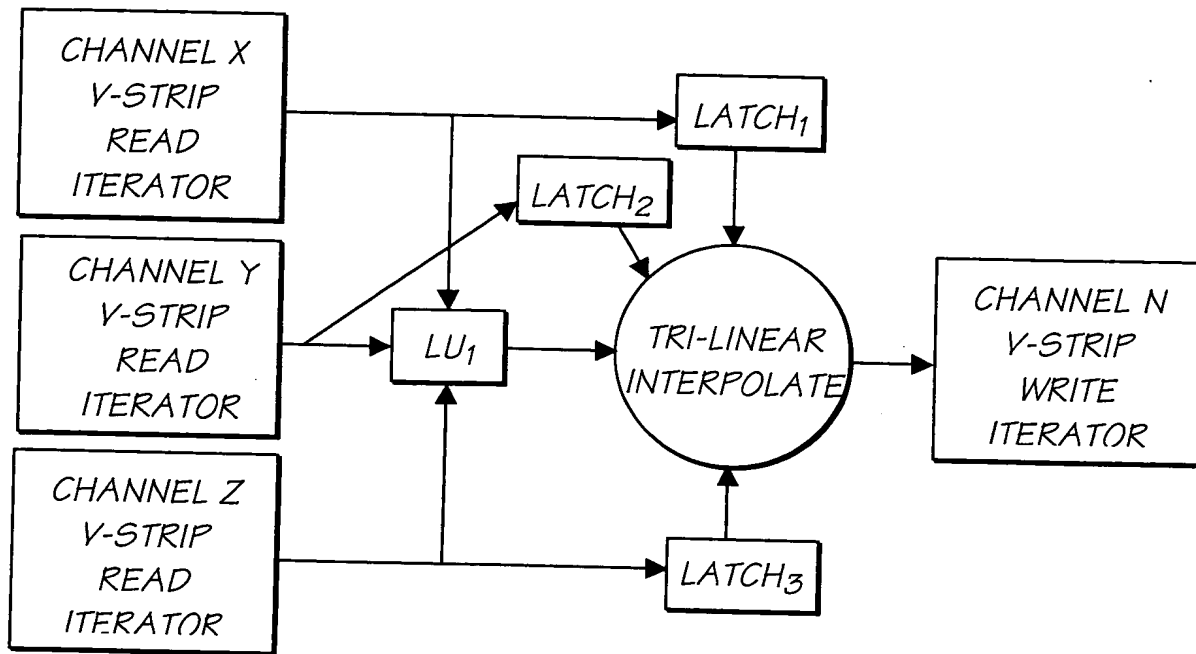 CHANNEL X
V-STRIP
READ
ITERATOR
LATCH1
LATCH2
CHANNEL Y
V-STRIP
READ
ITERATOR
LU1
TRI-LINEAR
INTERPOLATE
CHANNEL N
V-STRIP
WRITE
ITERATOR
CHANNEL Z
V-STRIP
READ
ITERATOR
LATCH3